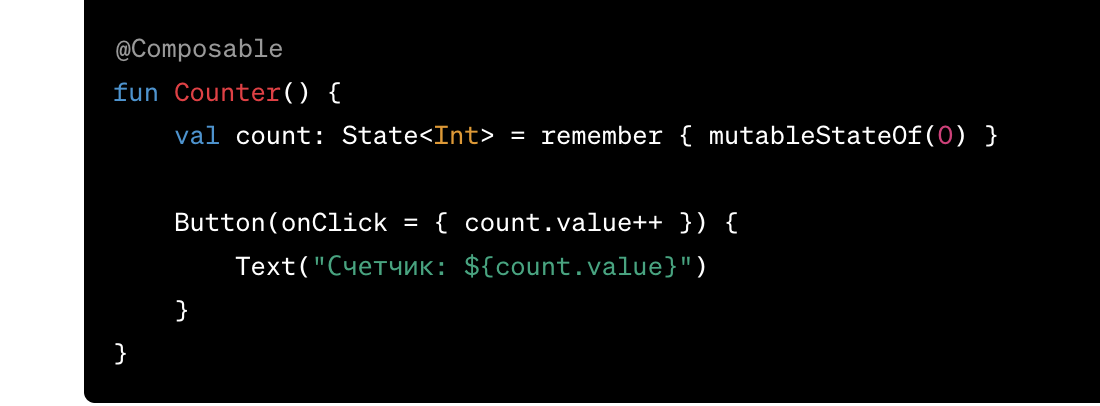 @Composable
fun Counter() {
    val count: State<Int> = remember { mutableStateOf(0) }
    Button(onClick = { count.value++ }) {
        Text("Счетчик: ${count.value}")
    }
}